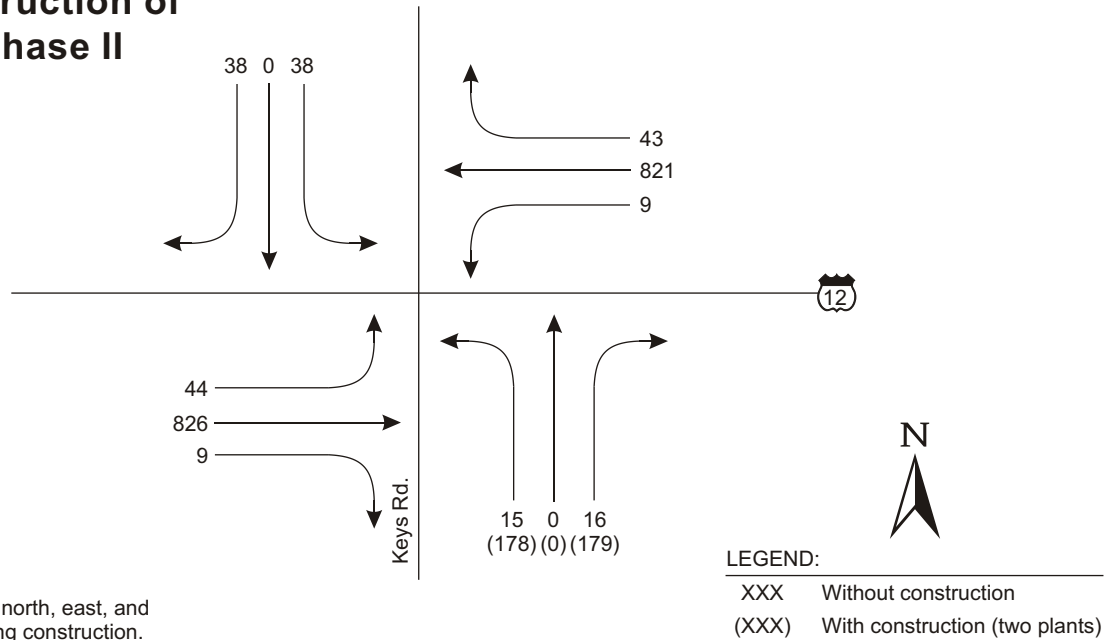 ruction of
hase II
38 0 38
43
821
9
12
44
826
9
Keys Rd.
15 0 16
(178) (0) (179)
N
LEGEND:
XXX Without construction
(XXX) With construction (two plants)
north, east, and
ng construction.